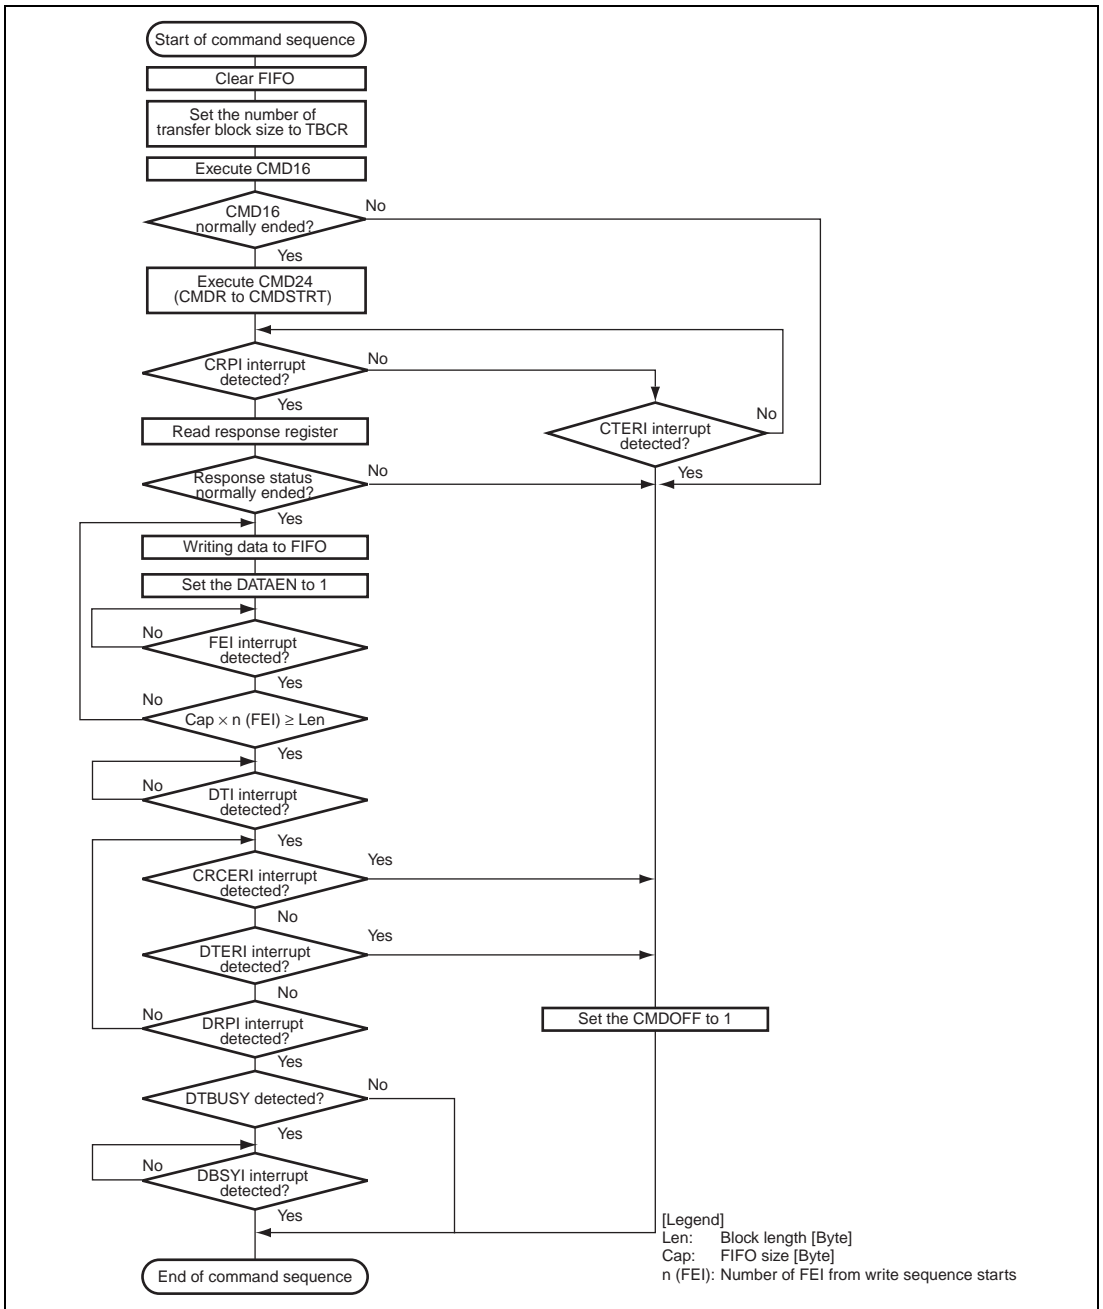 Start of command sequence
Clear FIFO
Set the number of
transfer block size to TBCR
Execute CMD16
CMD16
normally ended?
No
Yes
Execute CMD24
(CMDR to CMDSTRT)
CRPI interrupt
detected?
No
Yes
CTERI interrupt
detected?
No
Yes
Read response register
Response status
normally ended?
No
Yes
Writing data to FIFO
Set the DATAEN to 1
No
FEI interrupt
detected?
Yes
No
Cap × n (FEI) ≥ Len
Yes
No
DTI interrupt
detected?
Yes
CRCERI interrupt
detected?
Yes
No
DTERI interrupt
detected?
Yes
No
No
DRPI interrupt
detected?
Yes
Set the CMDOFF to 1
DTBUSY detected?
No
Yes
No
DBSYI interrupt
detected?
Yes
End of command sequence
[Legend]
Len: Block length [Byte]
Cap: FIFO size [Byte]
n (FEI): Number of FEI from write sequence starts